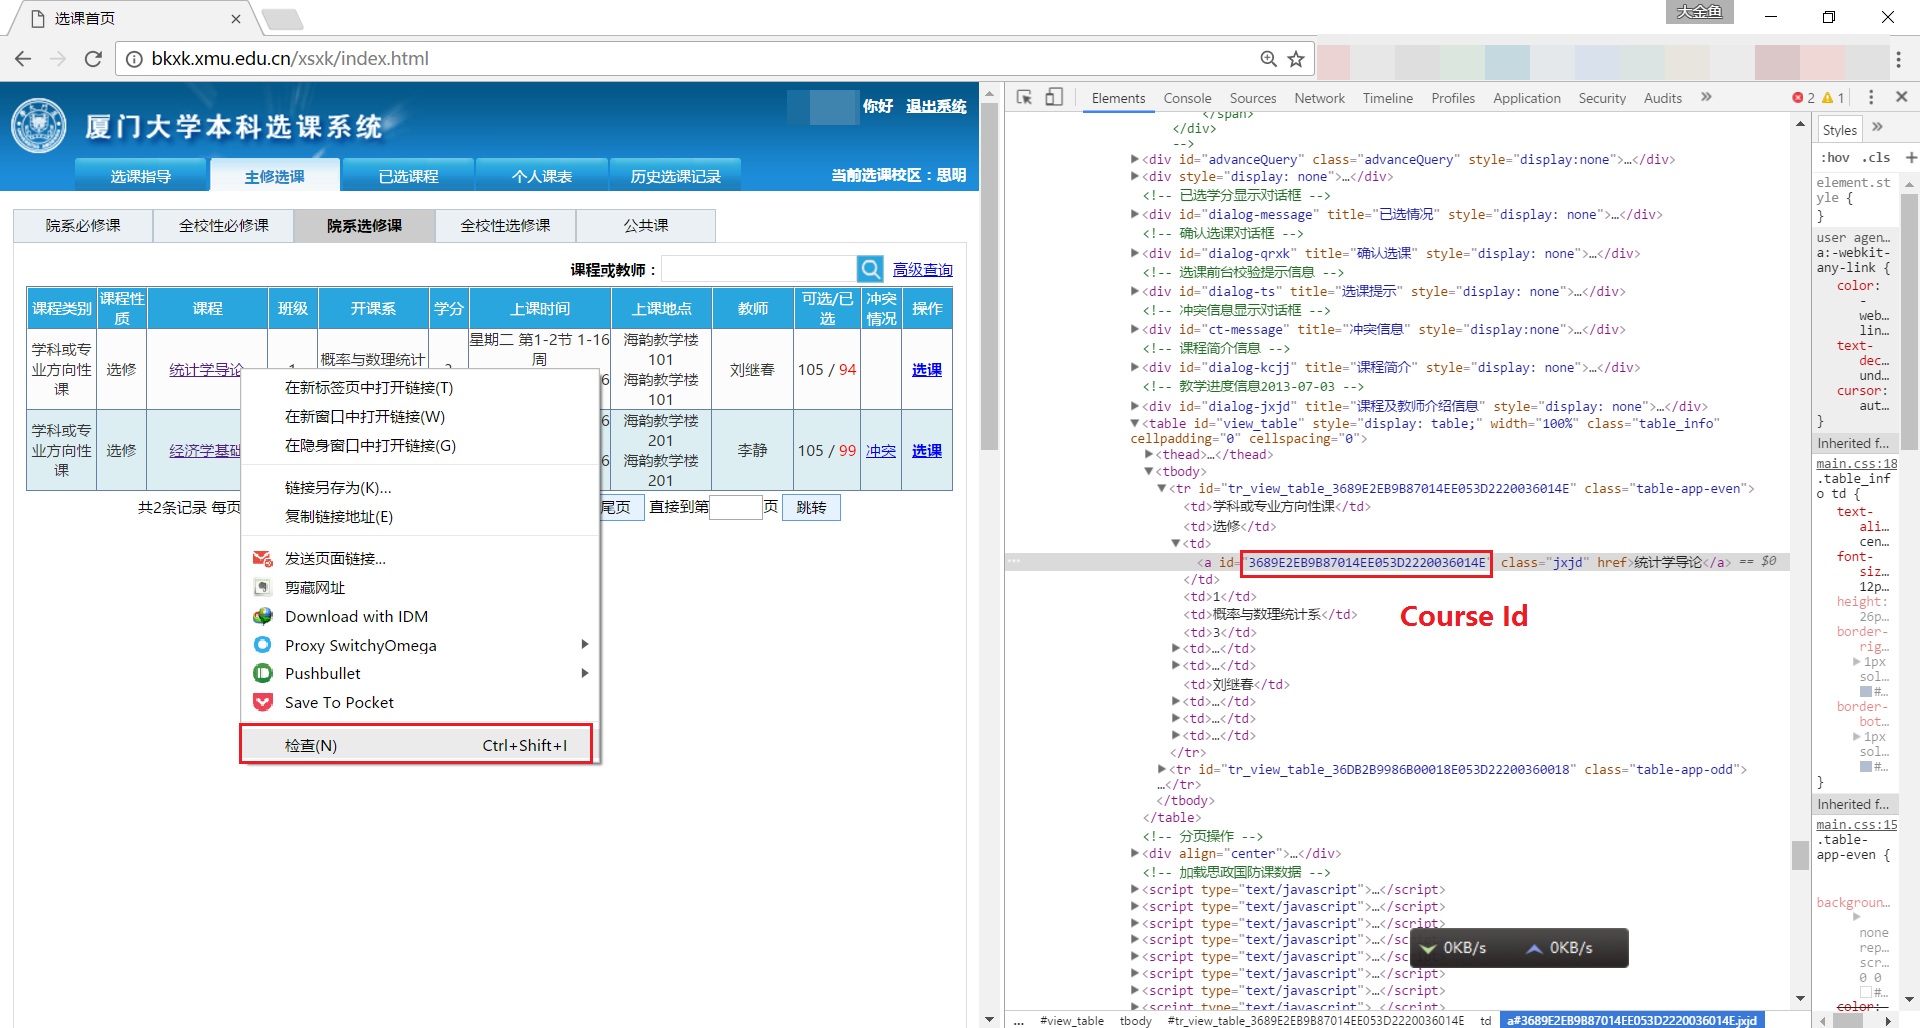 选课首页
大金鱼
bkxk.xmu.edu.cn/xsxk/index.html
厦门大学本科选课系统
你好 退出系统
选课指导 主修选课 已选课程 个人课表 历史选课记录
当前选课校区：思明
院系必修课 全校性必修课 院系选修课 全校性选修课 公共课
课程或教师： 高级查询
课程类别 课程性质 课程 班级 开课系 学分 上课时间 上课地点 教师 可选/已选 冲突情况 操作
学科或专业方向性课 选修 统计学导论 概率与数理统计 星期二 第1-2节 1-16周 海韵教学楼101 海韵教学楼101 刘继春 105 / 94 选课
学科或专业方向性课 选修 经济学基础 海韵教学楼201 海韵教学楼201 李静 105 / 99 冲突 选课
共2条记录 每页 尾页 直接到第 页 跳转
在新标签页中打开链接(T)
在新窗口中打开链接(W)
在隐身窗口中打开链接(G)
链接另存为(K)...
复制链接地址(E)
发送页面链接...
剪藏网址
Download with IDM
Proxy SwitchyOmega
Pushbullet
Save To Pocket
检查(N) Ctrl+Shift+I
Elements Console Sources Network Timeline Profiles Application Security Audits » 2 1
</span>
</div>
-->
<div id="advanceQuery" class="advanceQuery" style="display:none">…</div>
<div style="display: none">…</div>
<!-- 已选学分显示对话框 -->
<div id="dialog-message" title="已选情况" style="display: none">…</div>
<!-- 确认选课对话框 -->
<div id="dialog-qrxk" title="确认选课" style="display: none">…</div>
<!-- 选课前台校验提示信息 -->
<div id="dialog-ts" title="选课提示" style="display: none">…</div>
<!-- 冲突信息显示对话框 -->
<div id="ct-message" title="冲突信息" style="display:none">…</div>
<!-- 课程简介信息 -->
<div id="dialog-kcjj" title="课程简介" style="display: none">…</div>
<!-- 教学进度信息2013-07-03 -->
<div id="dialog-jxjd" title="课程及教师介绍信息" style="display: none">…</div>
<table id="view_table" style="display: table;" width="100%" class="table_info"
cellpadding="0" cellspacing="0">
<thead>…</thead>
<tbody>
<tr id="tr_view_table_3689E2EB9B87014EE053D2220036014E" class="table-app-even">
<td>学科或专业方向性课</td>
<td>选修</td>
<td>
<a id="3689E2EB9B87014EE053D2220036014E" class="jxjd" href>统计学导论</a> == $0
</td>
<td>1</td>
<td>概率与数理统计系</td>
Course Id
<td>3</td>
<td>…</td>
<td>…</td>
<td>刘继春</td>
<td>…</td>
<td>…</td>
<td>…</td>
</tr>
<tr id="tr_view_table_36DB2B9986B00018E053D22200360018" class="table-app-odd">
…</tr>
</tbody>
</table>
<!-- 分页操作 -->
<div align="center">…</div>
<!-- 加载思政国防课数据 -->
<script type="text/javascript">…</script>
<script type="text/javascript">…</script>
<script type="text/javascript">…</script>
<script type="text/javascript">…</sc
<script type="text/javascript">…</sc
<script type="text/javascript">…</script>
<script type="text/javascript">…</script>
<script type="text/javascript">…</script>
0KB/s 0KB/s
... #view_table tbody #tr_view_table_3689E2EB9B87014EE053D2220036014E td a#3689E2EB9B87014EE053D2220036014E.jxjd
Styles »
:hov .cls +
element.st
yle {
}
user agen…
a:-webkit-
any-link {
color:
-
web…
lin…
text-
dec…
und…
cursor:
aut…
}
Inherited f…
main.css:18
.table_inf
o td {
text-
ali…
cen…
font-
siz…
12p…
height:
26p…
border-
rig…
1px
sol…
#…
border-
bot…
1px
sol…
#…
}
Inherited f…
main.css:15
.table-
app-even {
backgroun…
none
rep…
scr…
0 0
#…
color: